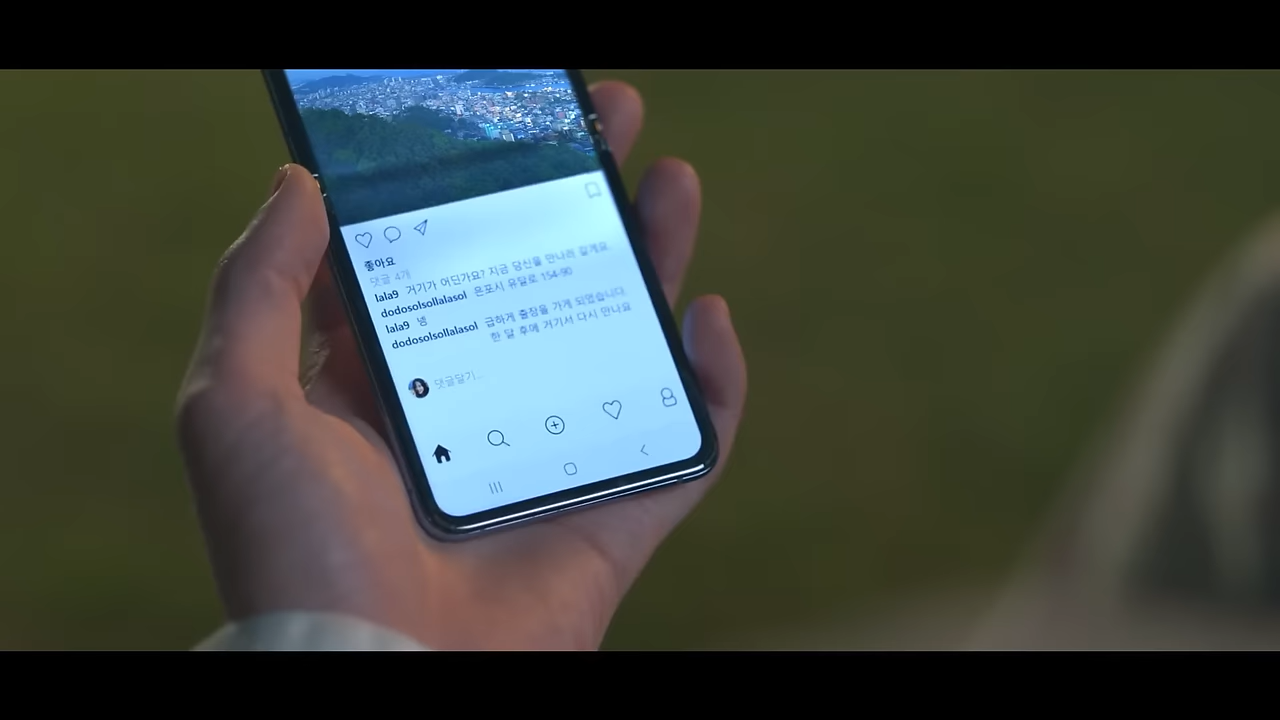 좋아요
댓글 4개
lala9 거기가 어딘가요? 지금 당신을 만나러 갈게요.
dodosolsollalasol 은포시 유달로 154-90
lala9 넹
dodosolsollalasol 급하게 출장을 가게 되었습니다.
한 달 후에 거기서 다시 만나요
댓글달기...